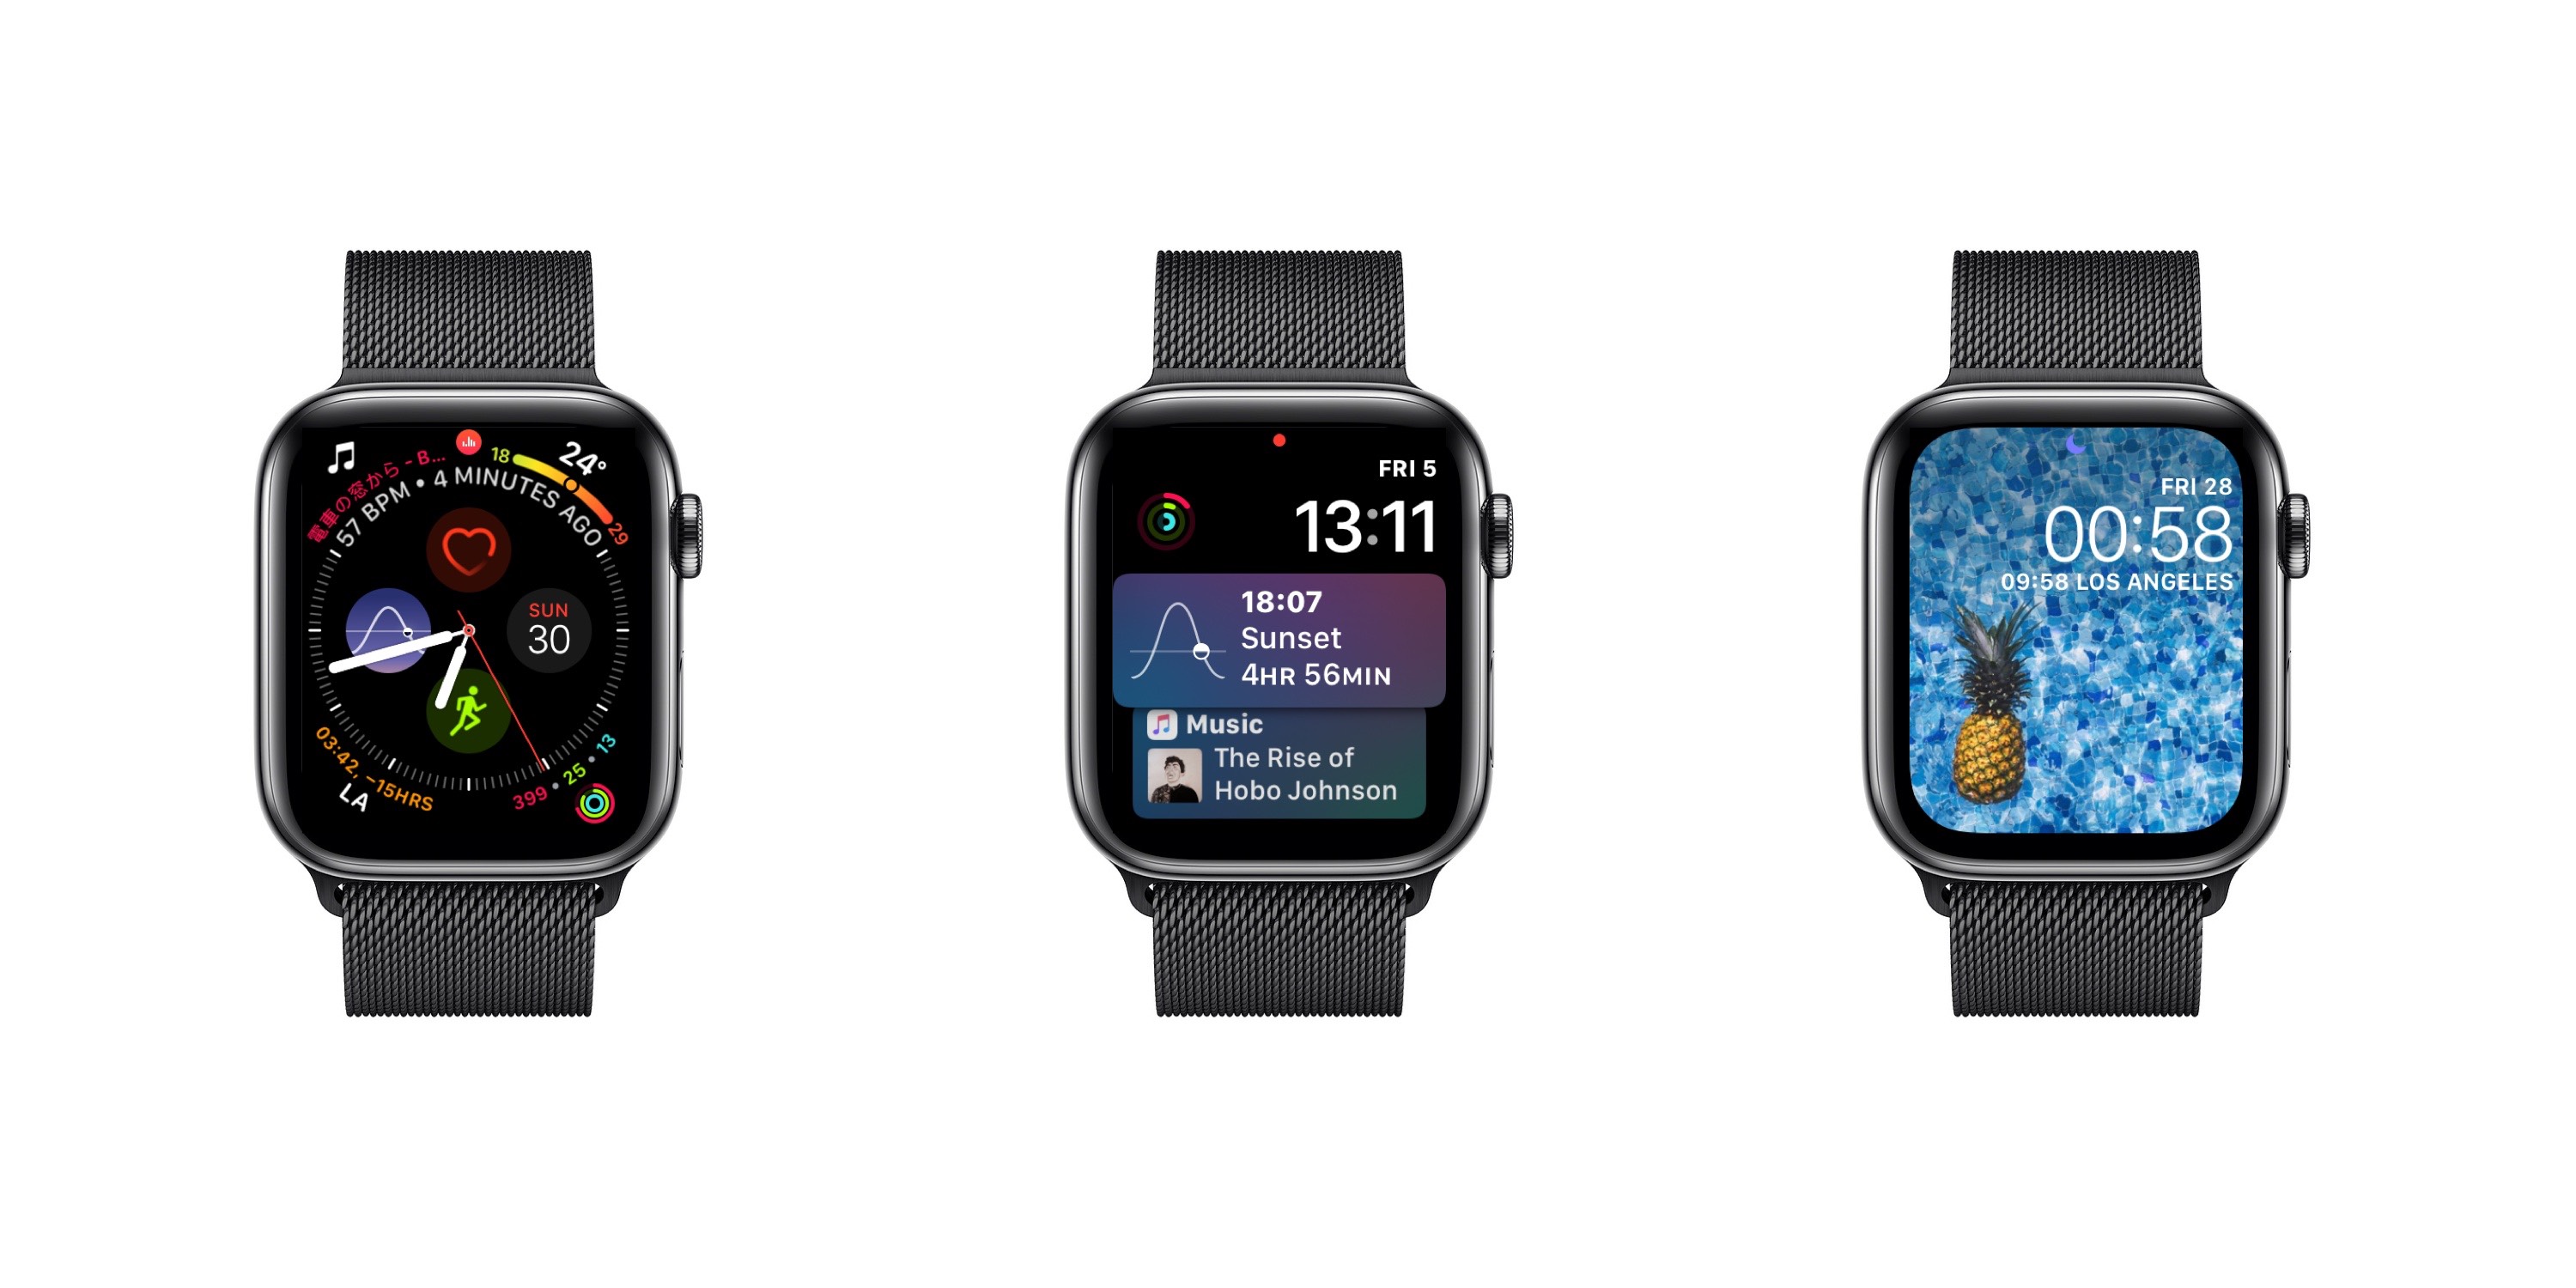 電車の窓から - B...
18
24°
29
57 BPM • 4 MINUTES AGO
SUN
30
03:42, -15HRS
LA
399 • 25 • 13
FRI 5
13:11
18:07
Sunset
4HR 56MIN
Music
The Rise of
Hobo Johnson
FRI 28
00:58
09:58 LOS ANGELES